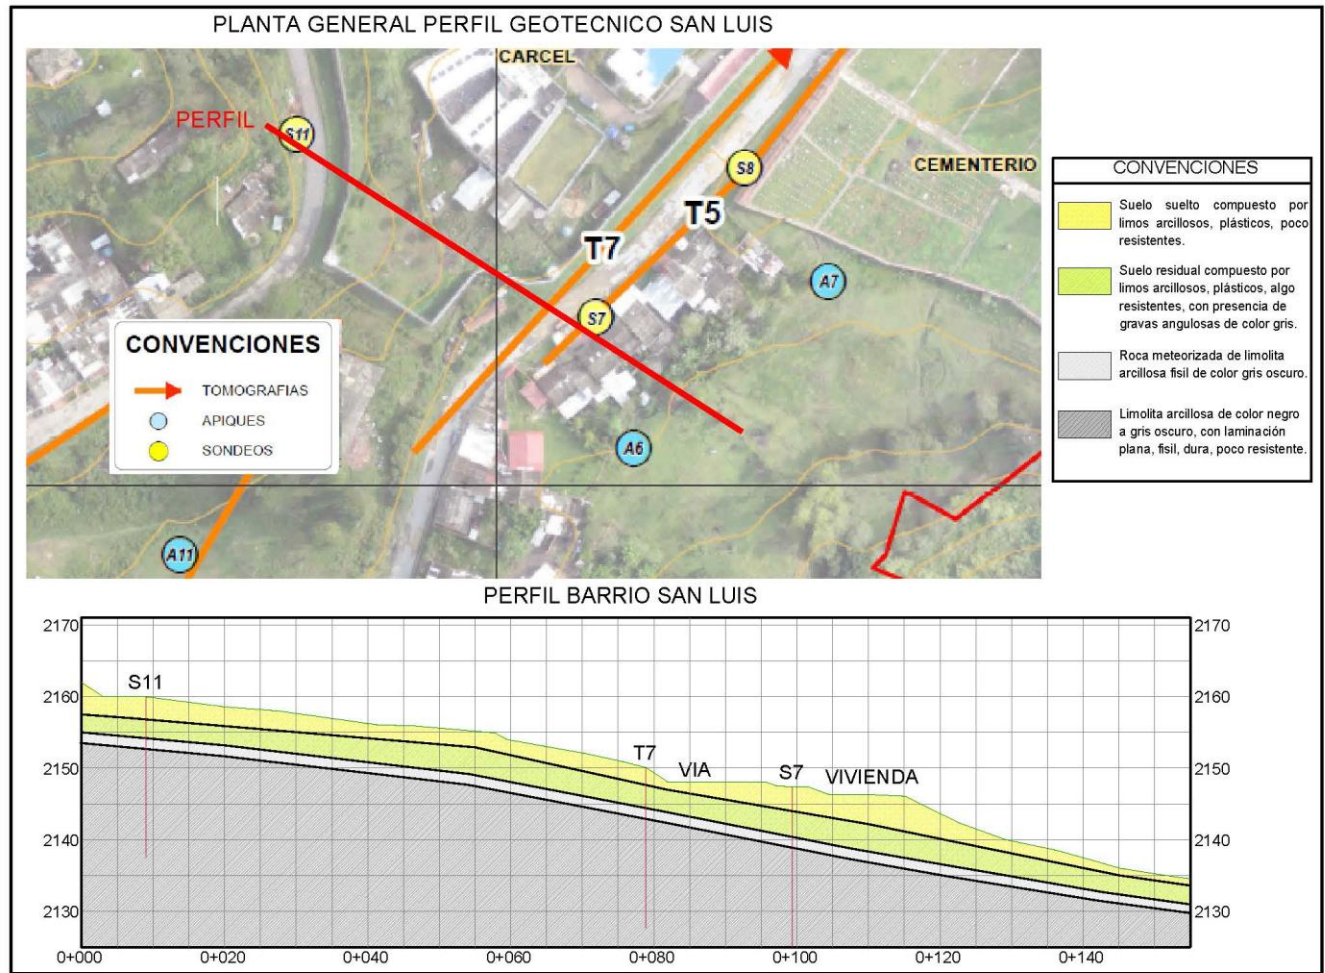 PLANTA GENERAL PERFIL GEOTECNICO SAN LUIS
CARCEL
PERFIL
S11
S8
CEMENTERIO
T5
T7
A7
S7
A6
A11
CONVENCIONES
TOMOGRAFIAS
APIQUES
SONDEOS
CONVENCIONES
Suelo suelto compuesto por
limos arcillosos, plásticos, poco
resistentes.
Suelo residual compuesto por
limos arcillosos, plásticos, algo
resistentes, con presencia de
gravas angulosas de color gris.
Roca meteorizada de limolita
arcillosa fisil de color gris oscuro.
Limolita arcillosa de color negro
a gris oscuro, con laminación
plana, fisil, dura, poco resistente.
PERFIL BARRIO SAN LUIS
2170 2170
2160 2160
2150 2150
2140 2140
2130 2130
S11
T7
VIA
S7
VIVIENDA
0+000 0+020 0+040 0+060 0+080 0+100 0+120 0+140